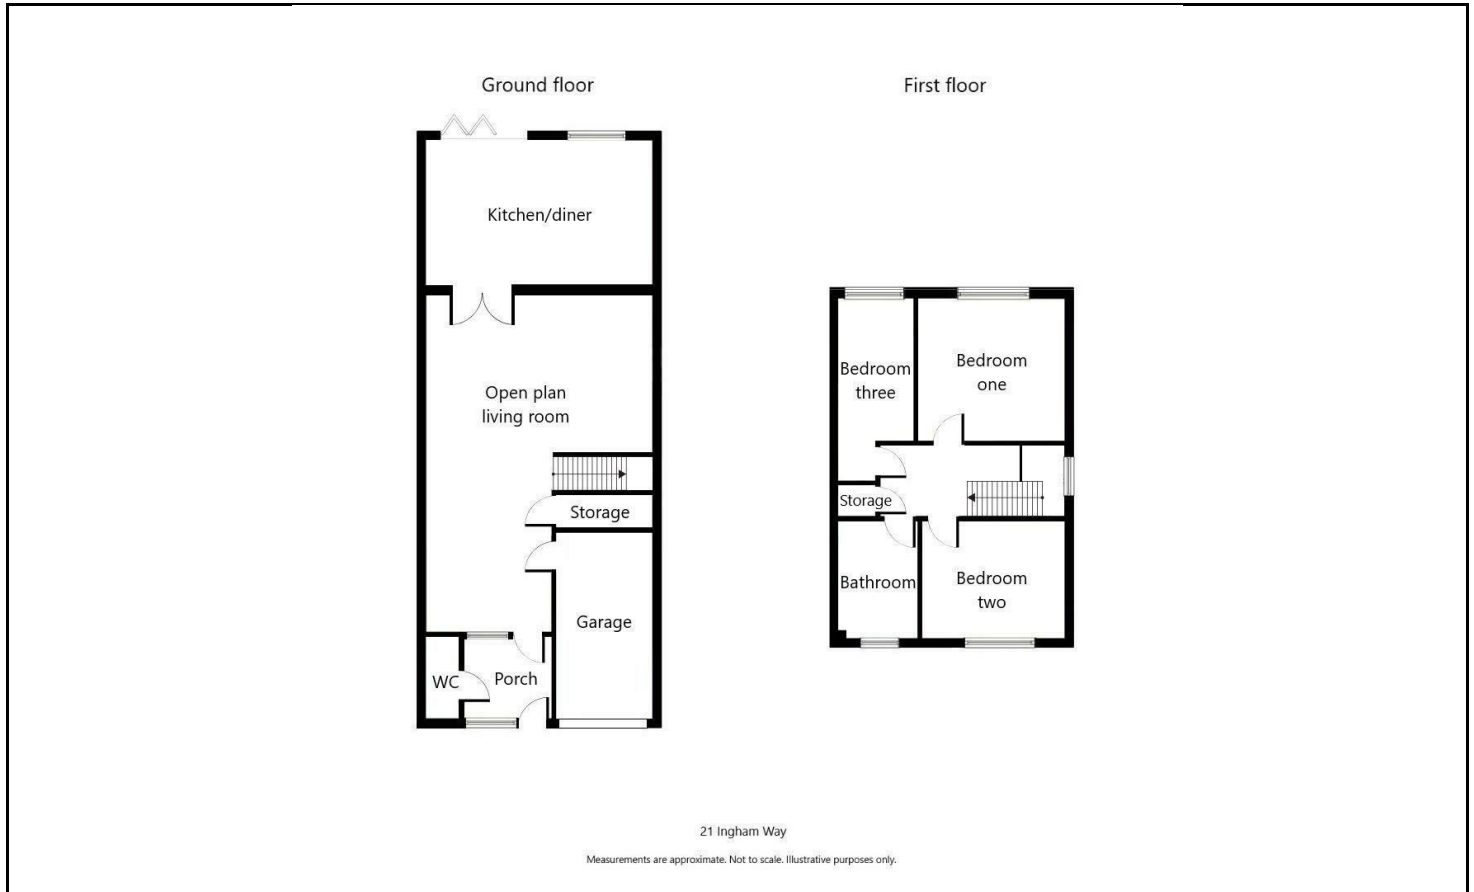 Ground floor
Kitchen/diner
Open plan
living room
Storage
Garage
WC
Porch
First floor
Bedroom
three
Bedroom
one
Storage
Bathroom
Bedroom
two
21 Ingham Way
Measurements are approximate. Not to scale. Illustrative purposes only.